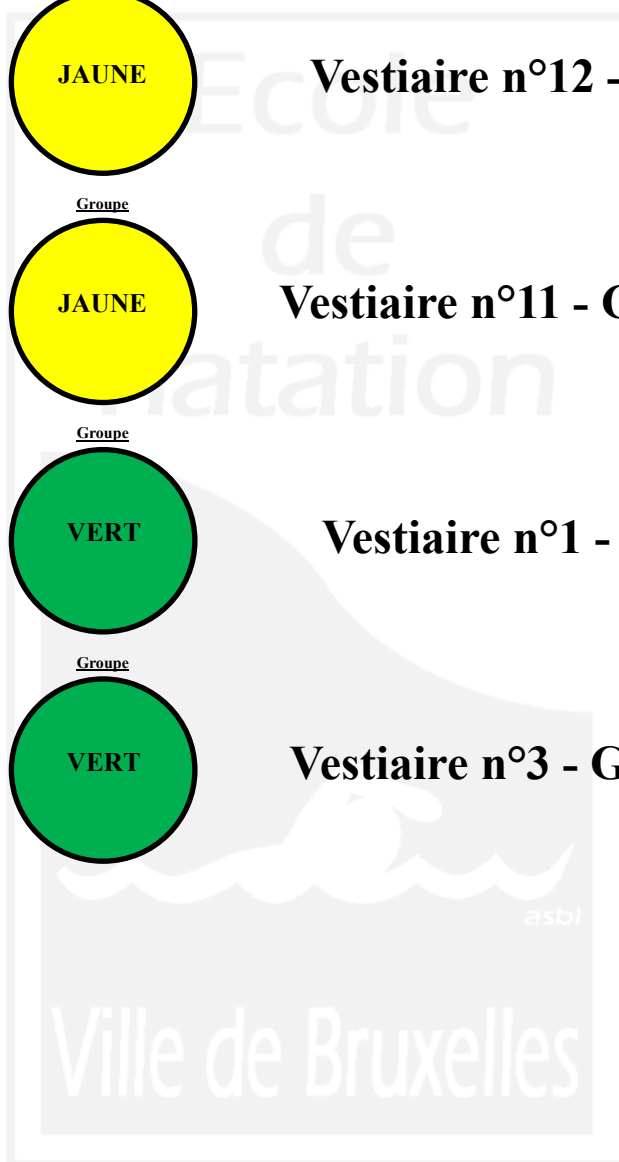 JAUNE
Vestiaire n°12 -
Groupe
JAUNE
Vestiaire n°11 - G
Groupe
VERT
Vestiaire n°1 -
Groupe
VERT
Vestiaire n°3 - G
Ecole
de
natation
asbl
Ville de Bruxelles